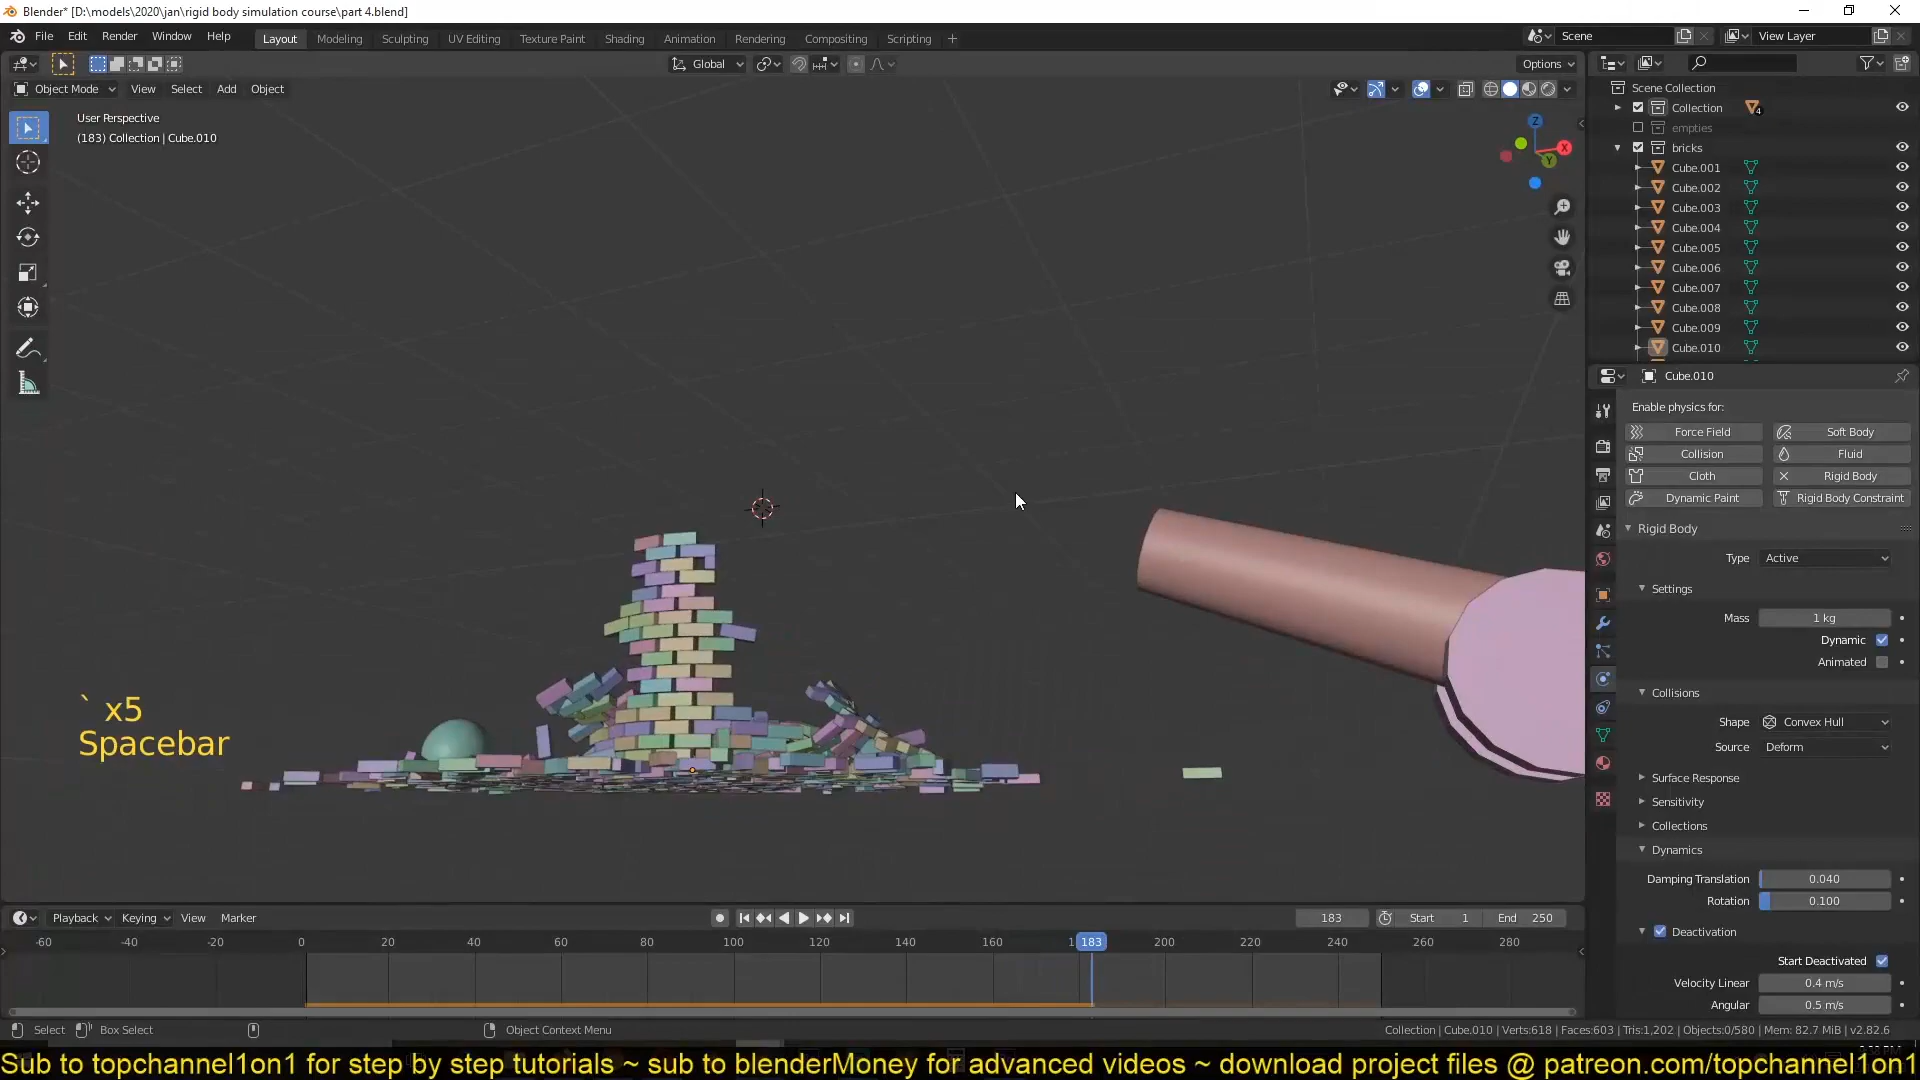 Blender* [D:\models\2020\jan\rigid body simulation course\part 4.blend]
File Edit Render Window Help
Layout Modeling Sculpting UV Editing Texture Paint Shading Animation Rendering Compositing Scripting +
Scene
View Layer
Global
Options
Object Mode View Select Add Object
User Perspective
(183) Collection | Cube.010
Z
X
Y
Scene Collection
Collection
4
empties
bricks
Cube.001
Cube.002
Cube.003
Cube.004
Cube.005
Cube.006
Cube.007
Cube.008
Cube.009
Cube.010
Cube.010
Enable physics for:
Force Field Soft Body
Collision Fluid
Cloth Rigid Body
Dynamic Paint Rigid Body Constraint
Rigid Body
Type Active
Settings
Mass 1 kg
Dynamic
Animated
Collisions
Shape Convex Hull
Source Deform
Surface Response
Sensitivity
Collections
Dynamics
Damping Translation 0.040
Rotation 0.100
Deactivation
Start Deactivated
Velocity Linear 0.4 m/s
Angular 0.5 m/s
` x5
Spacebar
Playback Keying View Marker
183 Start 1 End 250
-60 -40 -20 0 20 40 60 80 100 120 140 160 183 200 220 240 260 280
Select Box Select Object Context Menu
Collection | Cube.010 | Verts:618 | Faces:603 | Tris:1,202 | Objects:0/580 | Mem: 82.7 MiB | v2.82.6
Sub to topchannel1on1 for step by step tutorials ~ sub to blenderMoney for advanced videos ~ download project files @ patreon.com/topchannel1on1